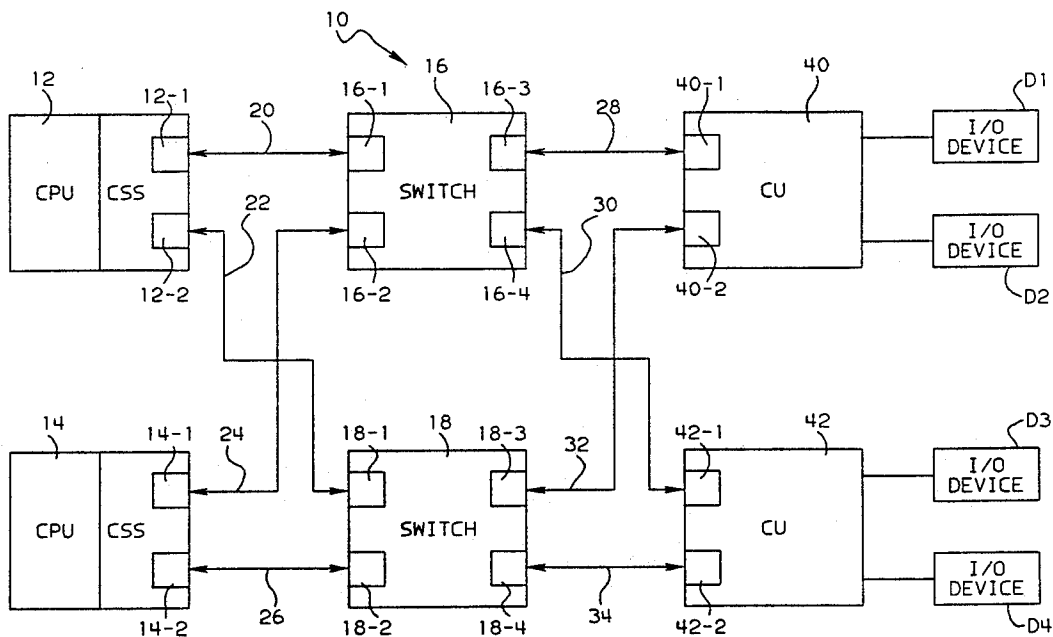 10
12
12-1
20
16-1
16
16-3
28
40-1
40
D1
I/O
DEVICE
CPU
CSS
SWITCH
CU
22
30
I/O
DEVICE
12-2
16-2
16-4
40-2
D2
14
14-1
24
18-1
18
18-3
32
42-1
42
D3
I/O
DEVICE
CPU
CSS
SWITCH
CU
I/O
DEVICE
14-2
26
18-2
18-4
34
42-2
D4